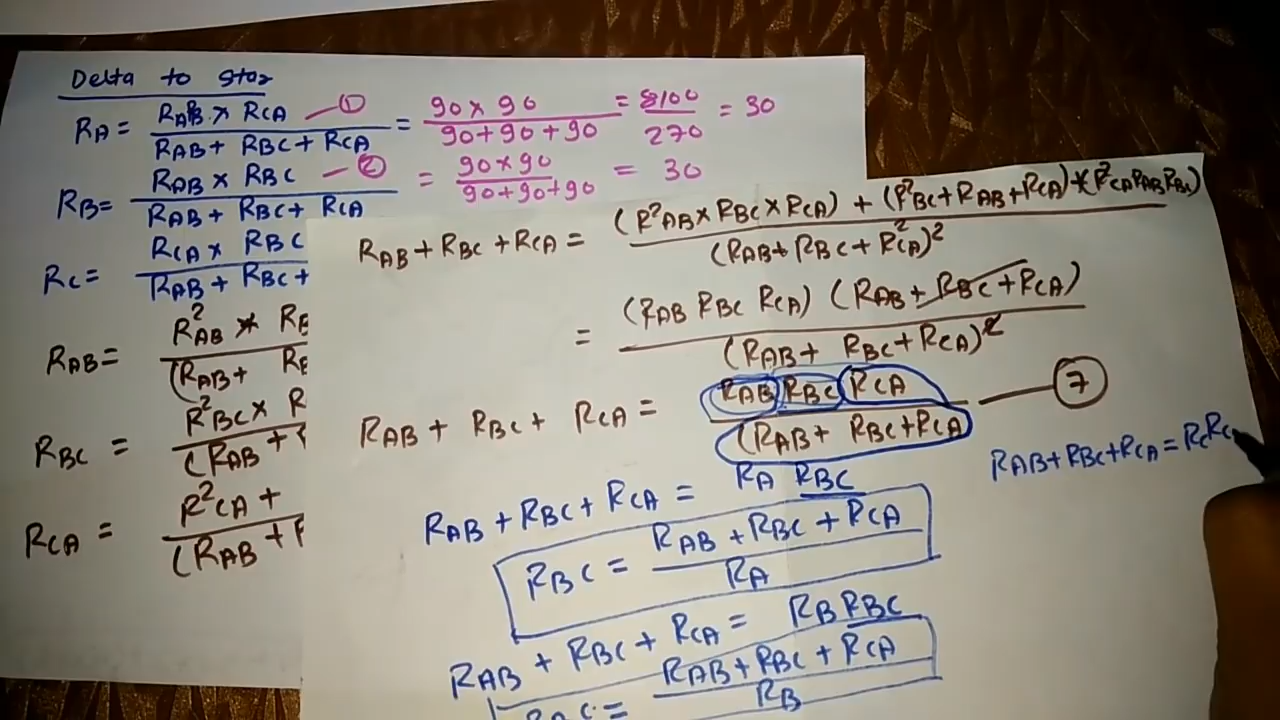 Delta to Star
RA = RAB × RCA / RAB + RBC + RCA — ① = 90 × 90 / 90 + 90 + 90 = 8100 / 270 = 30
RB = RAB × RBC / RAB + RBC + RCA — ② = 90 × 90 / 90 + 90 + 90 = 30
RC = RCA × RBC / RAB + RBC +
RAB = R²AB × / (RAB +
RBC = R²BC × R / (RAB +
RCA = R²CA + / (RAB +
RAB + RBC + RCA = (R²AB × RBC × RCA) + (R²BC + RAB + RCA) + (R²CA RAB RBC) / (RAB + RBC + R²CA)²
= (RAB RBC RCA) (RAB + RBC + RCA) / (RAB + RBC + RCA)²
RAB + RBC + RCA = RAB RBC RCA / (RAB + RBC + RCA — ⑦
RAB + RBC + RCA = RC RC
RAB + RBC + RCA = RA RBC
RBC = RAB + RBC + RCA / RA
RAB + RBC + RCA = RB RBC
= RAB + RBC + RCA / RB